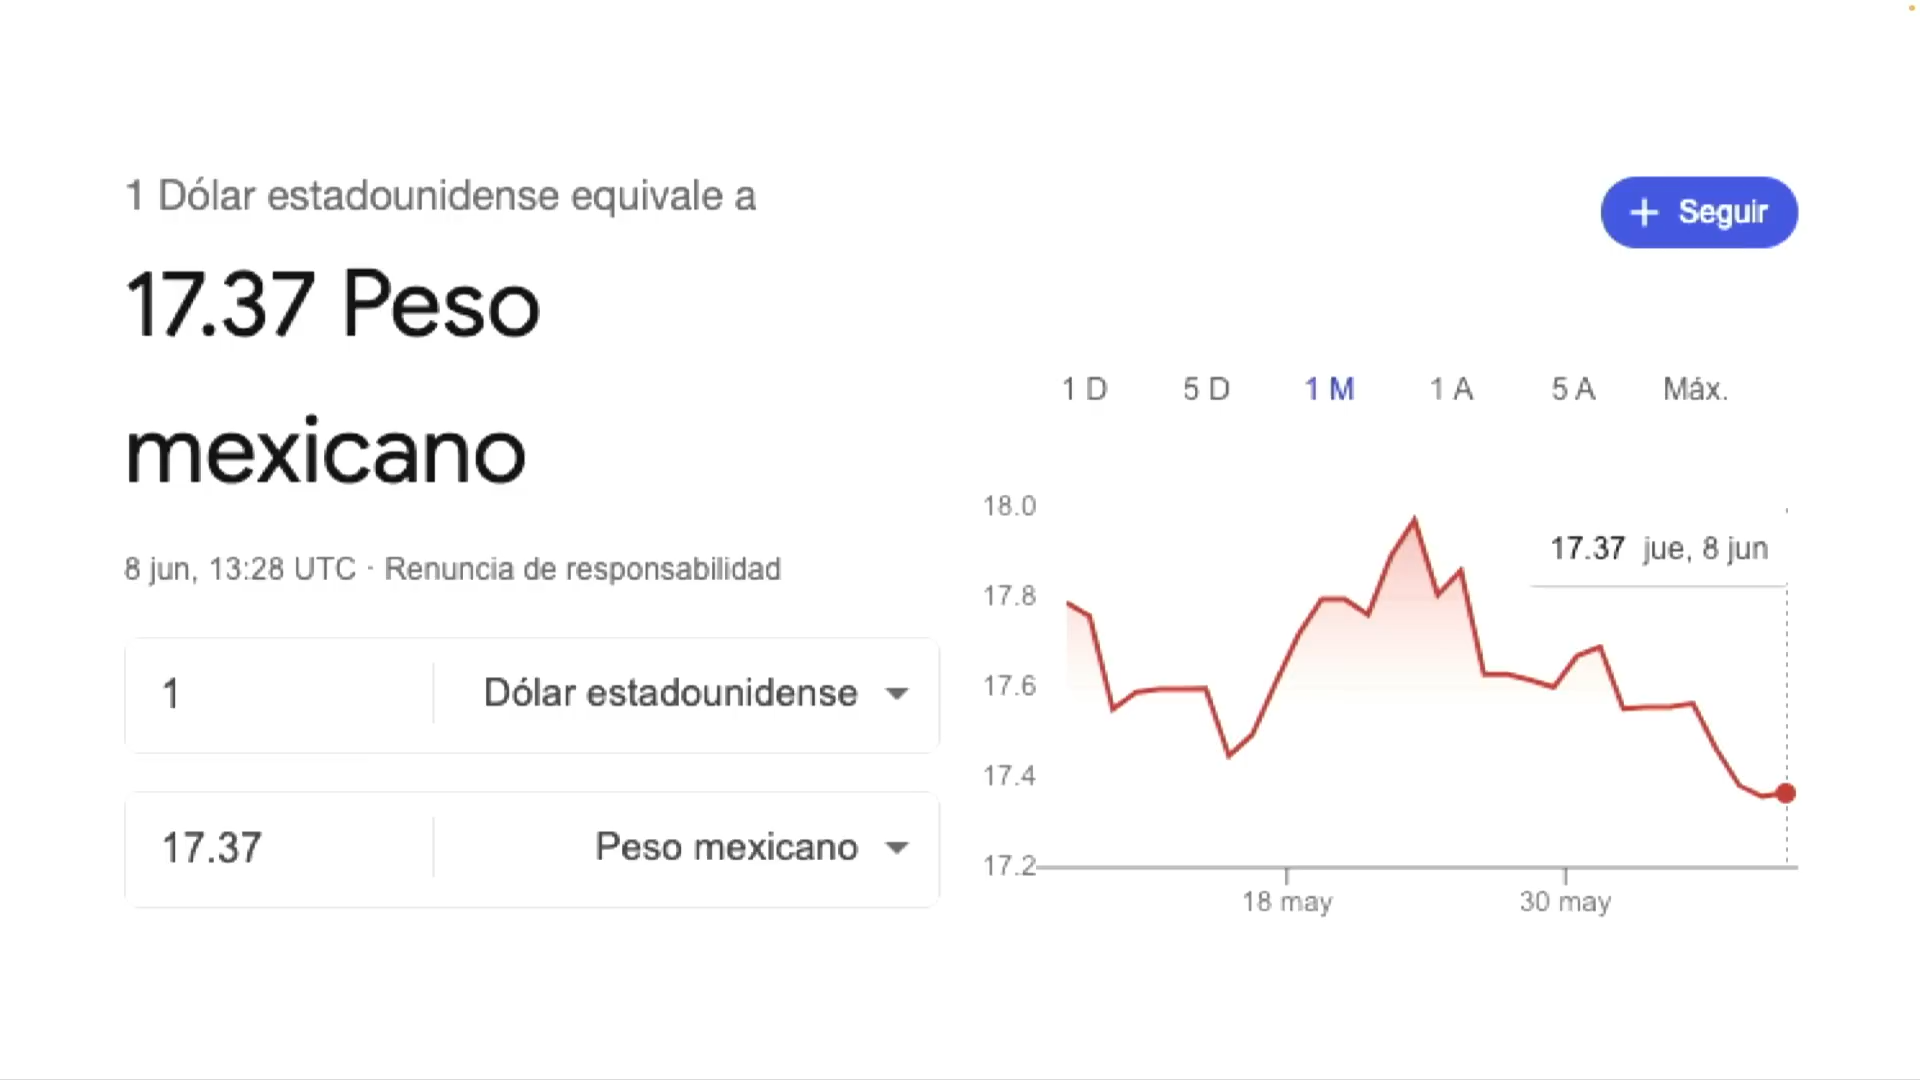 1 Dólar estadounidense equivale a
17.37 Peso
mexicano
8 jun, 13:28 UTC · Renuncia de responsabilidad
1 Dólar estadounidense
17.37 Peso mexicano
+ Seguir
1 D 5 D 1 M 1 A 5 A Máx.
18.0
17.37 jue, 8 jun
17.8
17.6
17.4
17.2
18 may 30 may